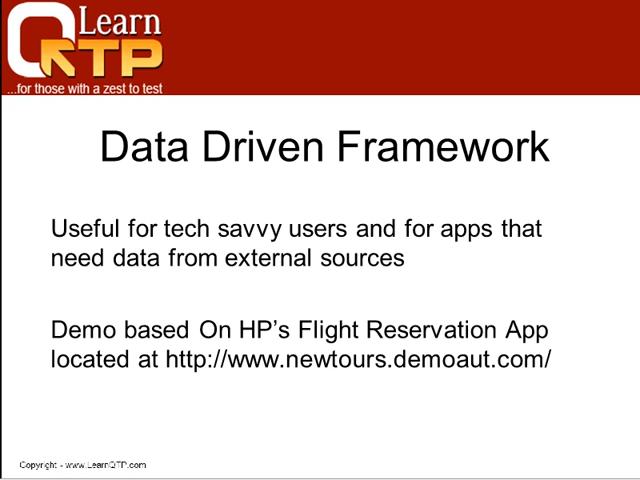 Learn
QTP
...for those with a zest to test
Data Driven Framework
Useful for tech savvy users and for apps that
need data from external sources
Demo based On HP's Flight Reservation App
located at http://www.newtours.demoaut.com/
Copyright - www.LearnQTP.com